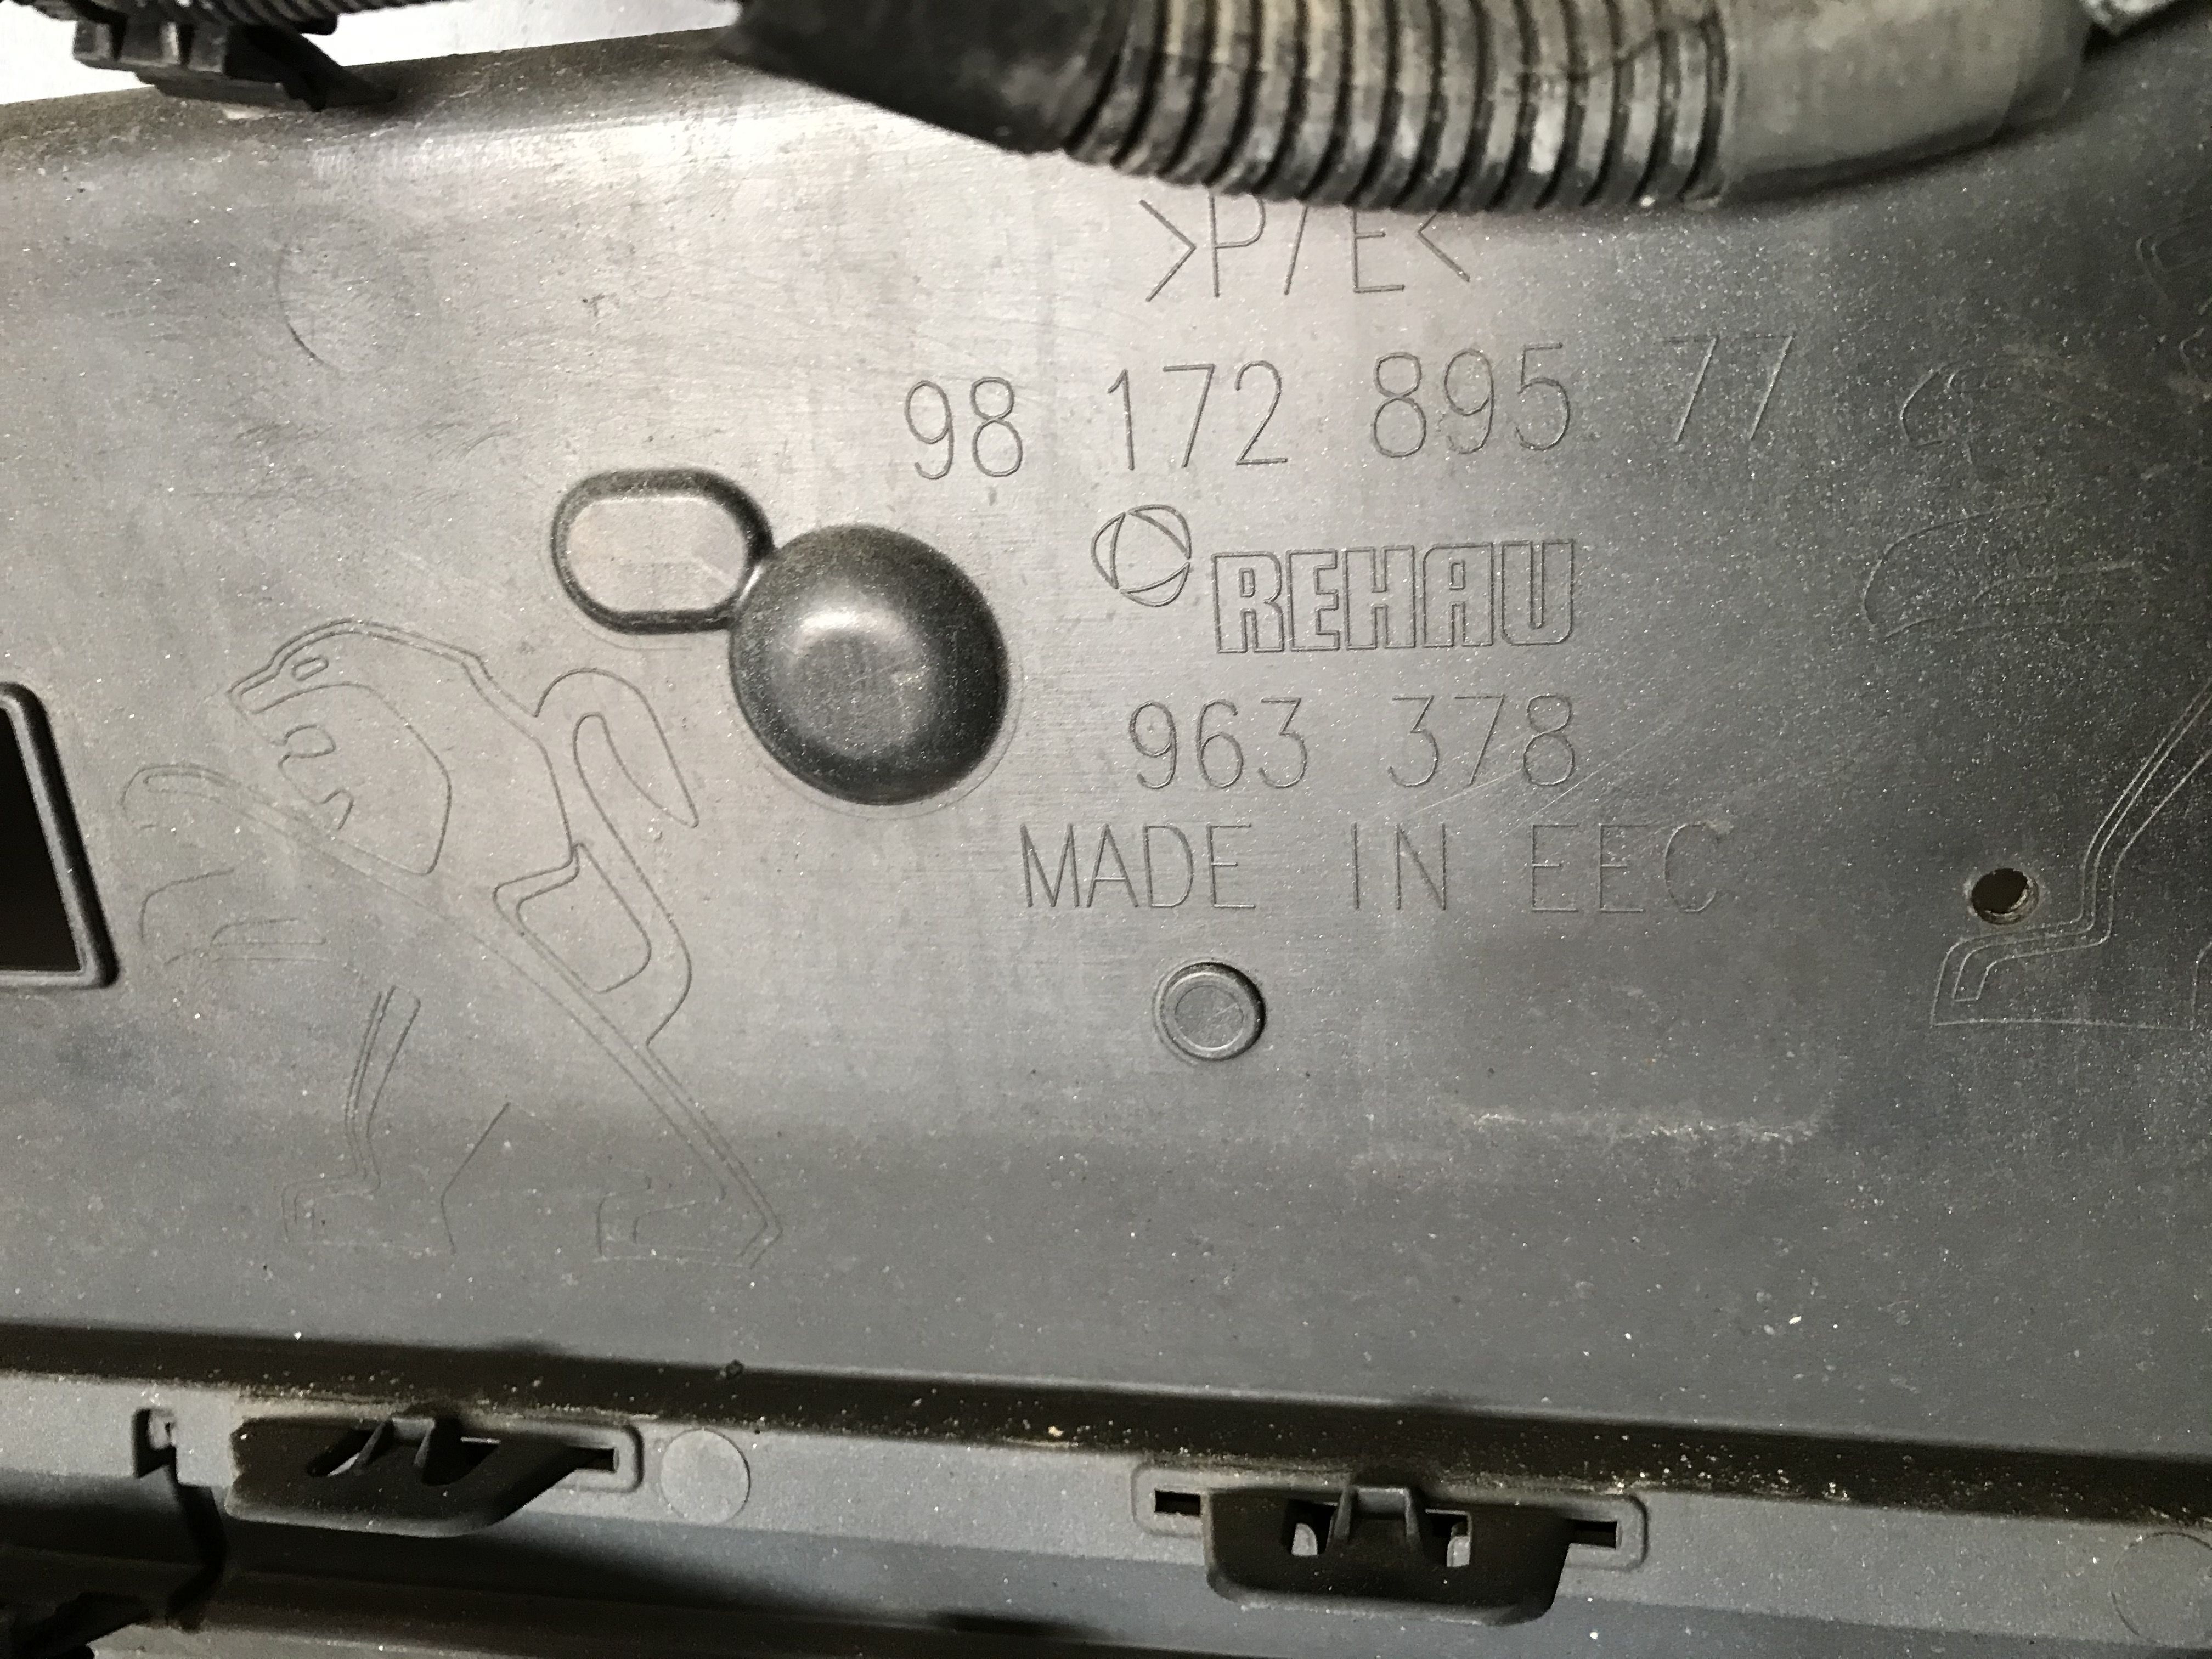 >P/E<
98 172 895 77
REHAU
963 378
MADE IN EEC